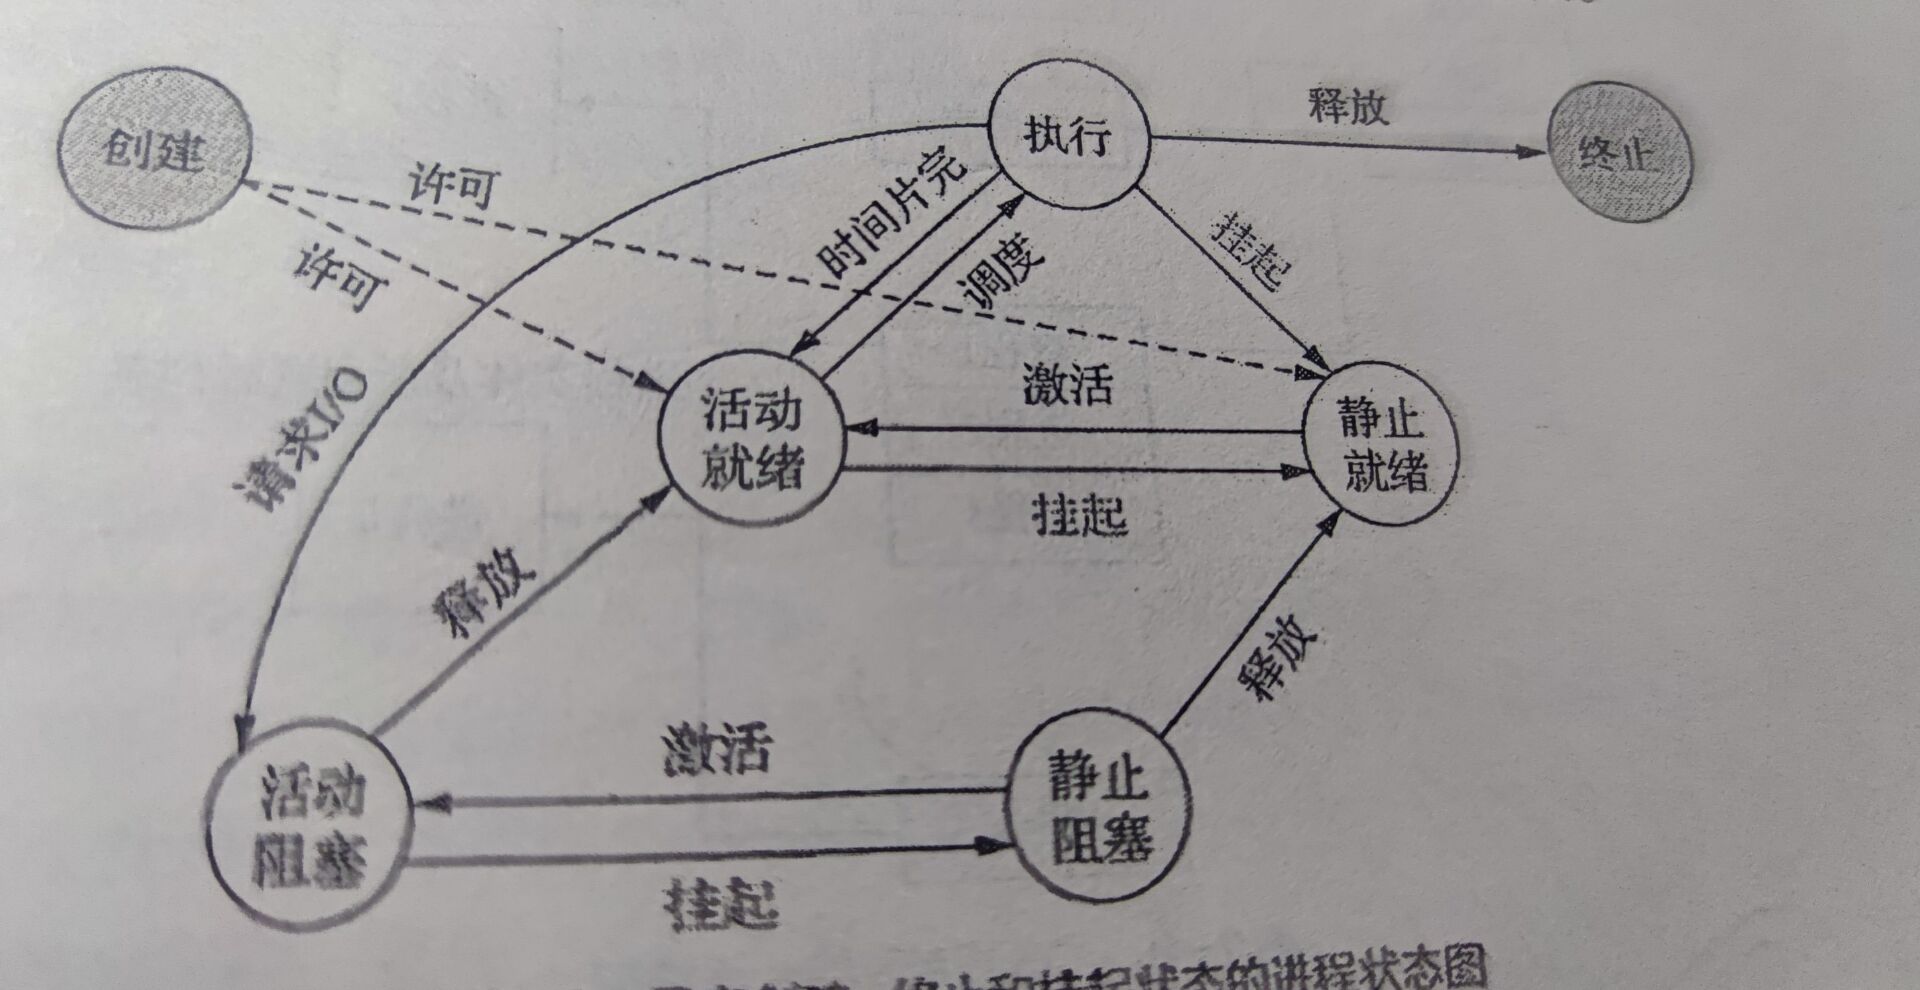 创建
许可
许可
执行
释放
终止
时间片完
调度
挂起
请求I/O
活动
就绪
激活
挂起
静止
就绪
释放
释放
活动
阻塞
激活
挂起
静止
阻塞
终止和挂起状态的进程状态图